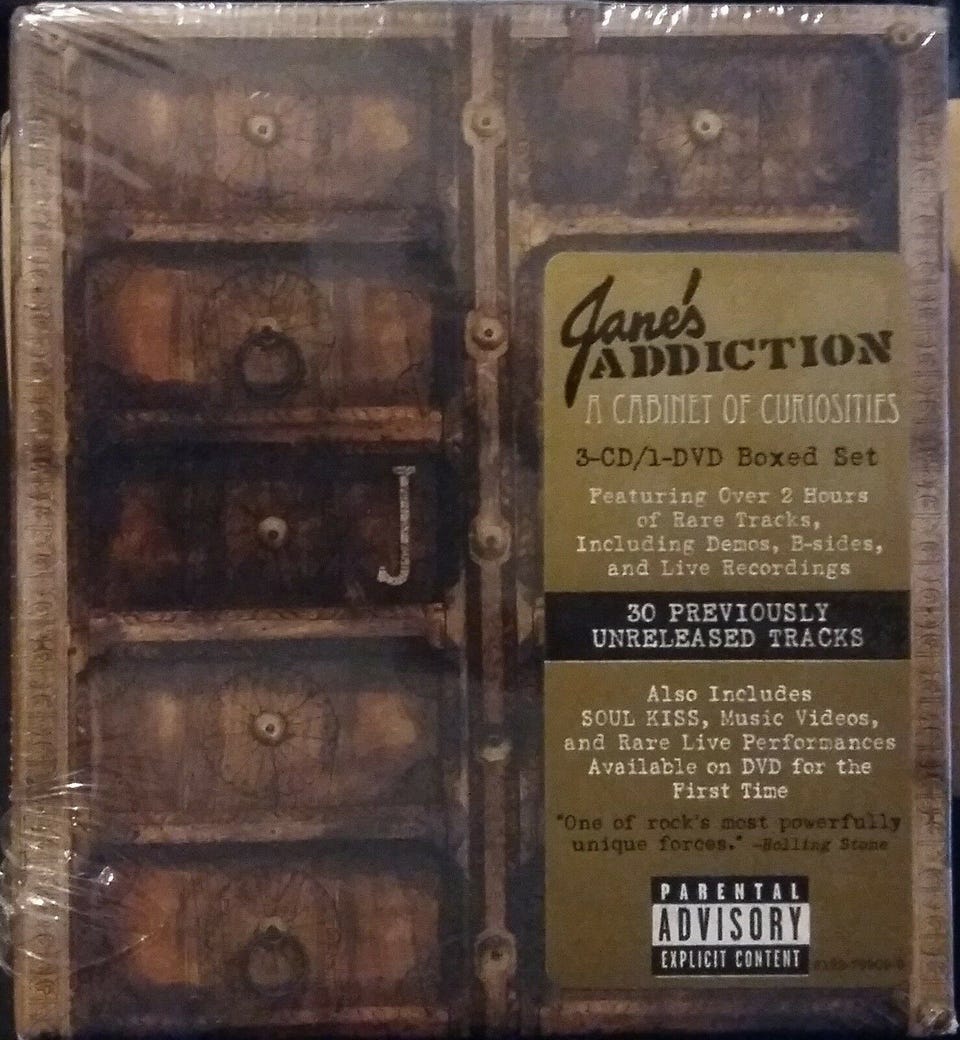 J
Jane's
ADDICTION
A CABINET OF CURIOSITIES
3-CD/1-DVD Boxed Set
Featuring Over 2 Hours
of Rare Tracks,
Including Demos, B-sides,
and Live Recordings
30 PREVIOUSLY
UNRELEASED TRACKS
Also Includes
SOUL KISS, Music Videos,
and Rare Live Performances
Available on DVD for the
First Time
"One of rock's most powerfully
unique forces." -Rolling Stone
PARENTAL
ADVISORY
EXPLICIT CONTENT